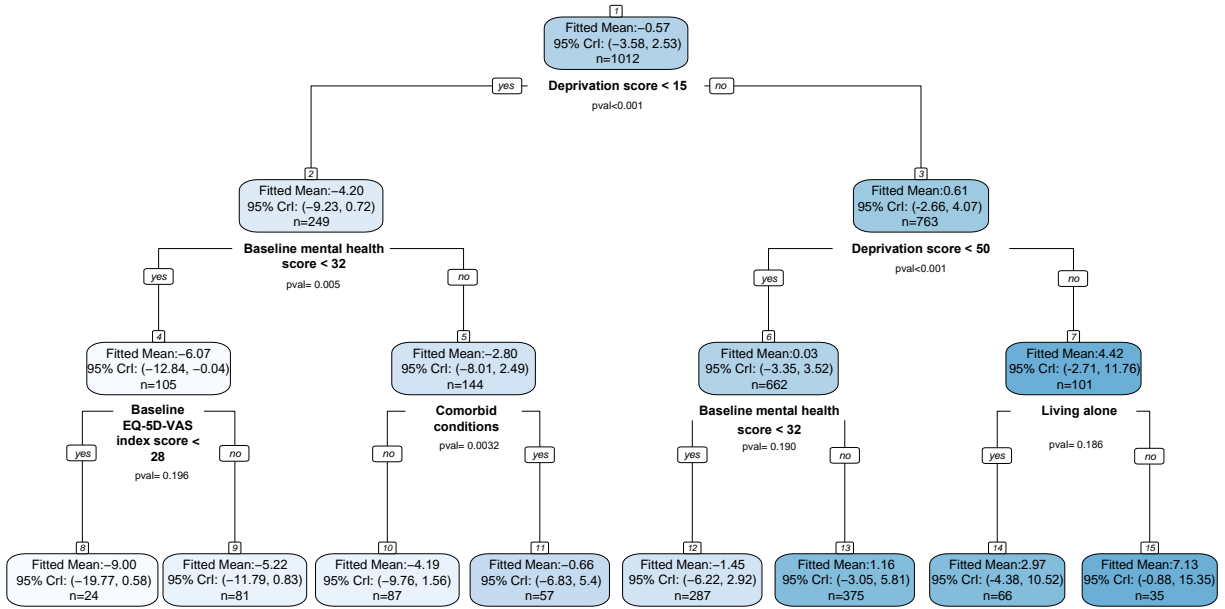 1
Fitted Mean:−0.57
95% CrI: (−3.58, 2.53)
n=1012
yes
Deprivation score < 15
no
pval<0.001
2
Fitted Mean:−4.20
95% CrI: (−9.23, 0.72)
n=249
3
Fitted Mean:0.61
95% CrI: (-2.66, 4.07)
n=763
Baseline mental health
score < 32
pval= 0.005
yes
no
Deprivation score < 50
pval<0.001
yes
no
4
Fitted Mean:−6.07
95% CrI: (−12.84, −0.04)
n=105
5
Fitted Mean:−2.80
95% CrI: (−8.01, 2.49)
n=144
6
Fitted Mean:0.03
95% CrI: (−3.35, 3.52)
n=662
7
Fitted Mean:4.42
95% CrI: (-2.71, 11.76)
n=101
Baseline
EQ-5D-VAS
index score <
28
pval= 0.196
yes
no
Comorbid
conditions
pval= 0.0032
no
yes
Baseline mental health
score < 32
pval= 0.190
yes
no
Living alone
pval= 0.186
yes
no
8
Fitted Mean:−9.00
95% CrI: (−19.77, 0.58)
n=24
9
Fitted Mean:−5.22
95% CrI: (−11.79, 0.83)
n=81
10
Fitted Mean:−4.19
95% CrI: (−9.76, 1.56)
n=87
11
Fitted Mean:−0.66
95% CrI: (−6.83, 5.4)
n=57
12
Fitted Mean:−1.45
95% CrI: (−6.22, 2.92)
n=287
13
Fitted Mean:1.16
95% CrI: (−3.05, 5.81)
n=375
14
Fitted Mean:2.97
95% CrI: (−4.38, 10.52)
n=66
15
Fitted Mean:7.13
95% CrI: (-0.88, 15.35)
n=35